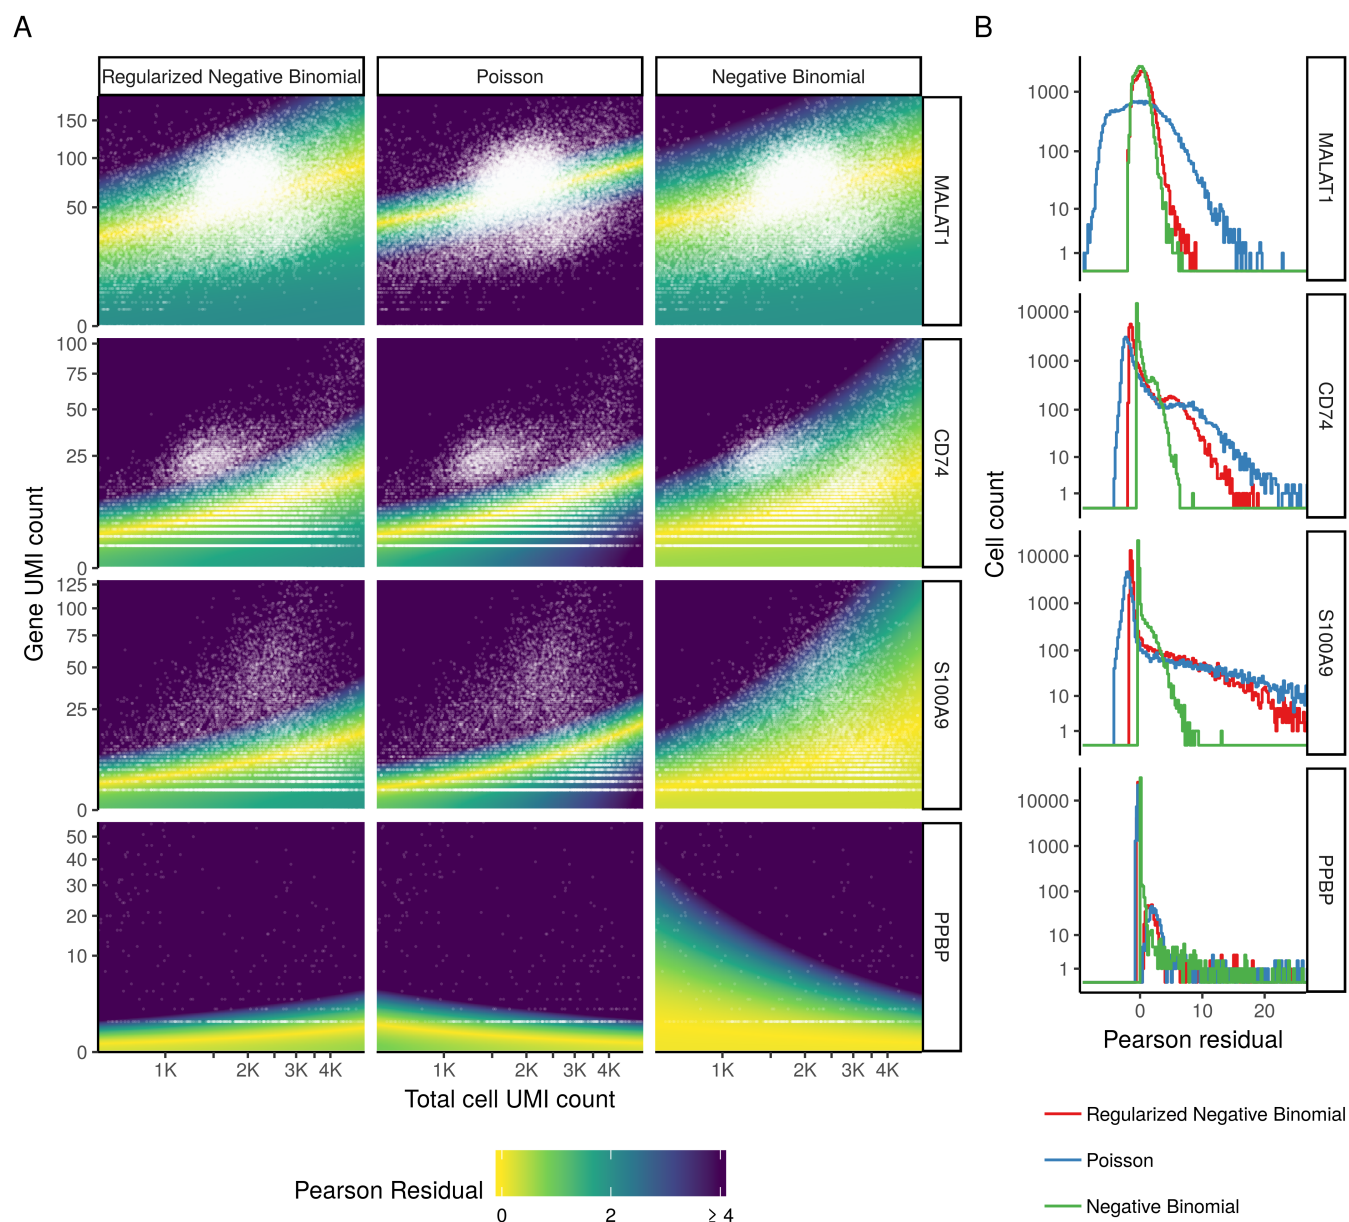 A
B
Regularized Negative Binomial
Poisson
Negative Binomial
150
100
50
0
MALAT1
100
75
50
25
0
CD74
125
100
75
50
25
0
S100A9
50
40
30
20
10
0
PPBP
Gene UMI count
1K
2K
3K
4K
1K
2K
3K
4K
1K
2K
3K
4K
Total cell UMI count
Pearson Residual
0
2
≥ 4
1000
100
10
1
MALAT1
10000
1000
100
10
1
CD74
10000
1000
100
10
1
S100A9
10000
1000
100
10
1
PPBP
Cell count
0
10
20
Pearson residual
Regularized Negative Binomial
Poisson
Negative Binomial